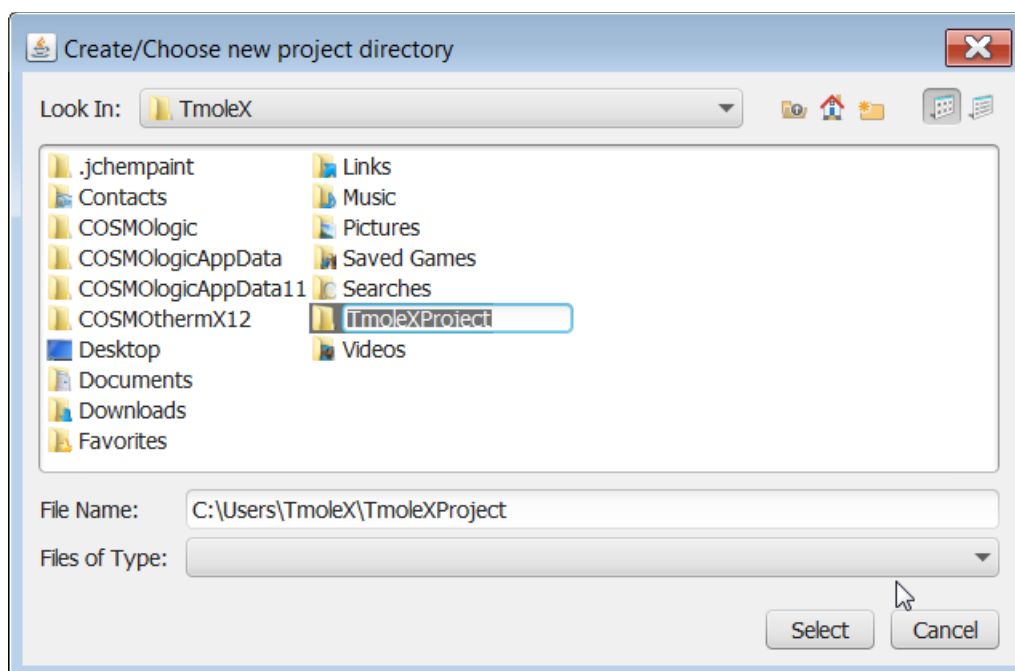 Create/Choose new project directory
Look In: TmoleX
.jchempaint
Contacts
COSMOlogic
COSMOlogicAppData
COSMOlogicAppData11
COSMOthermX12
Desktop
Documents
Downloads
Favorites
Links
Music
Pictures
Saved Games
Searches
TmoleXProject
Videos
File Name: C:\Users\TmoleX\TmoleXProject
Files of Type:
Select Cancel